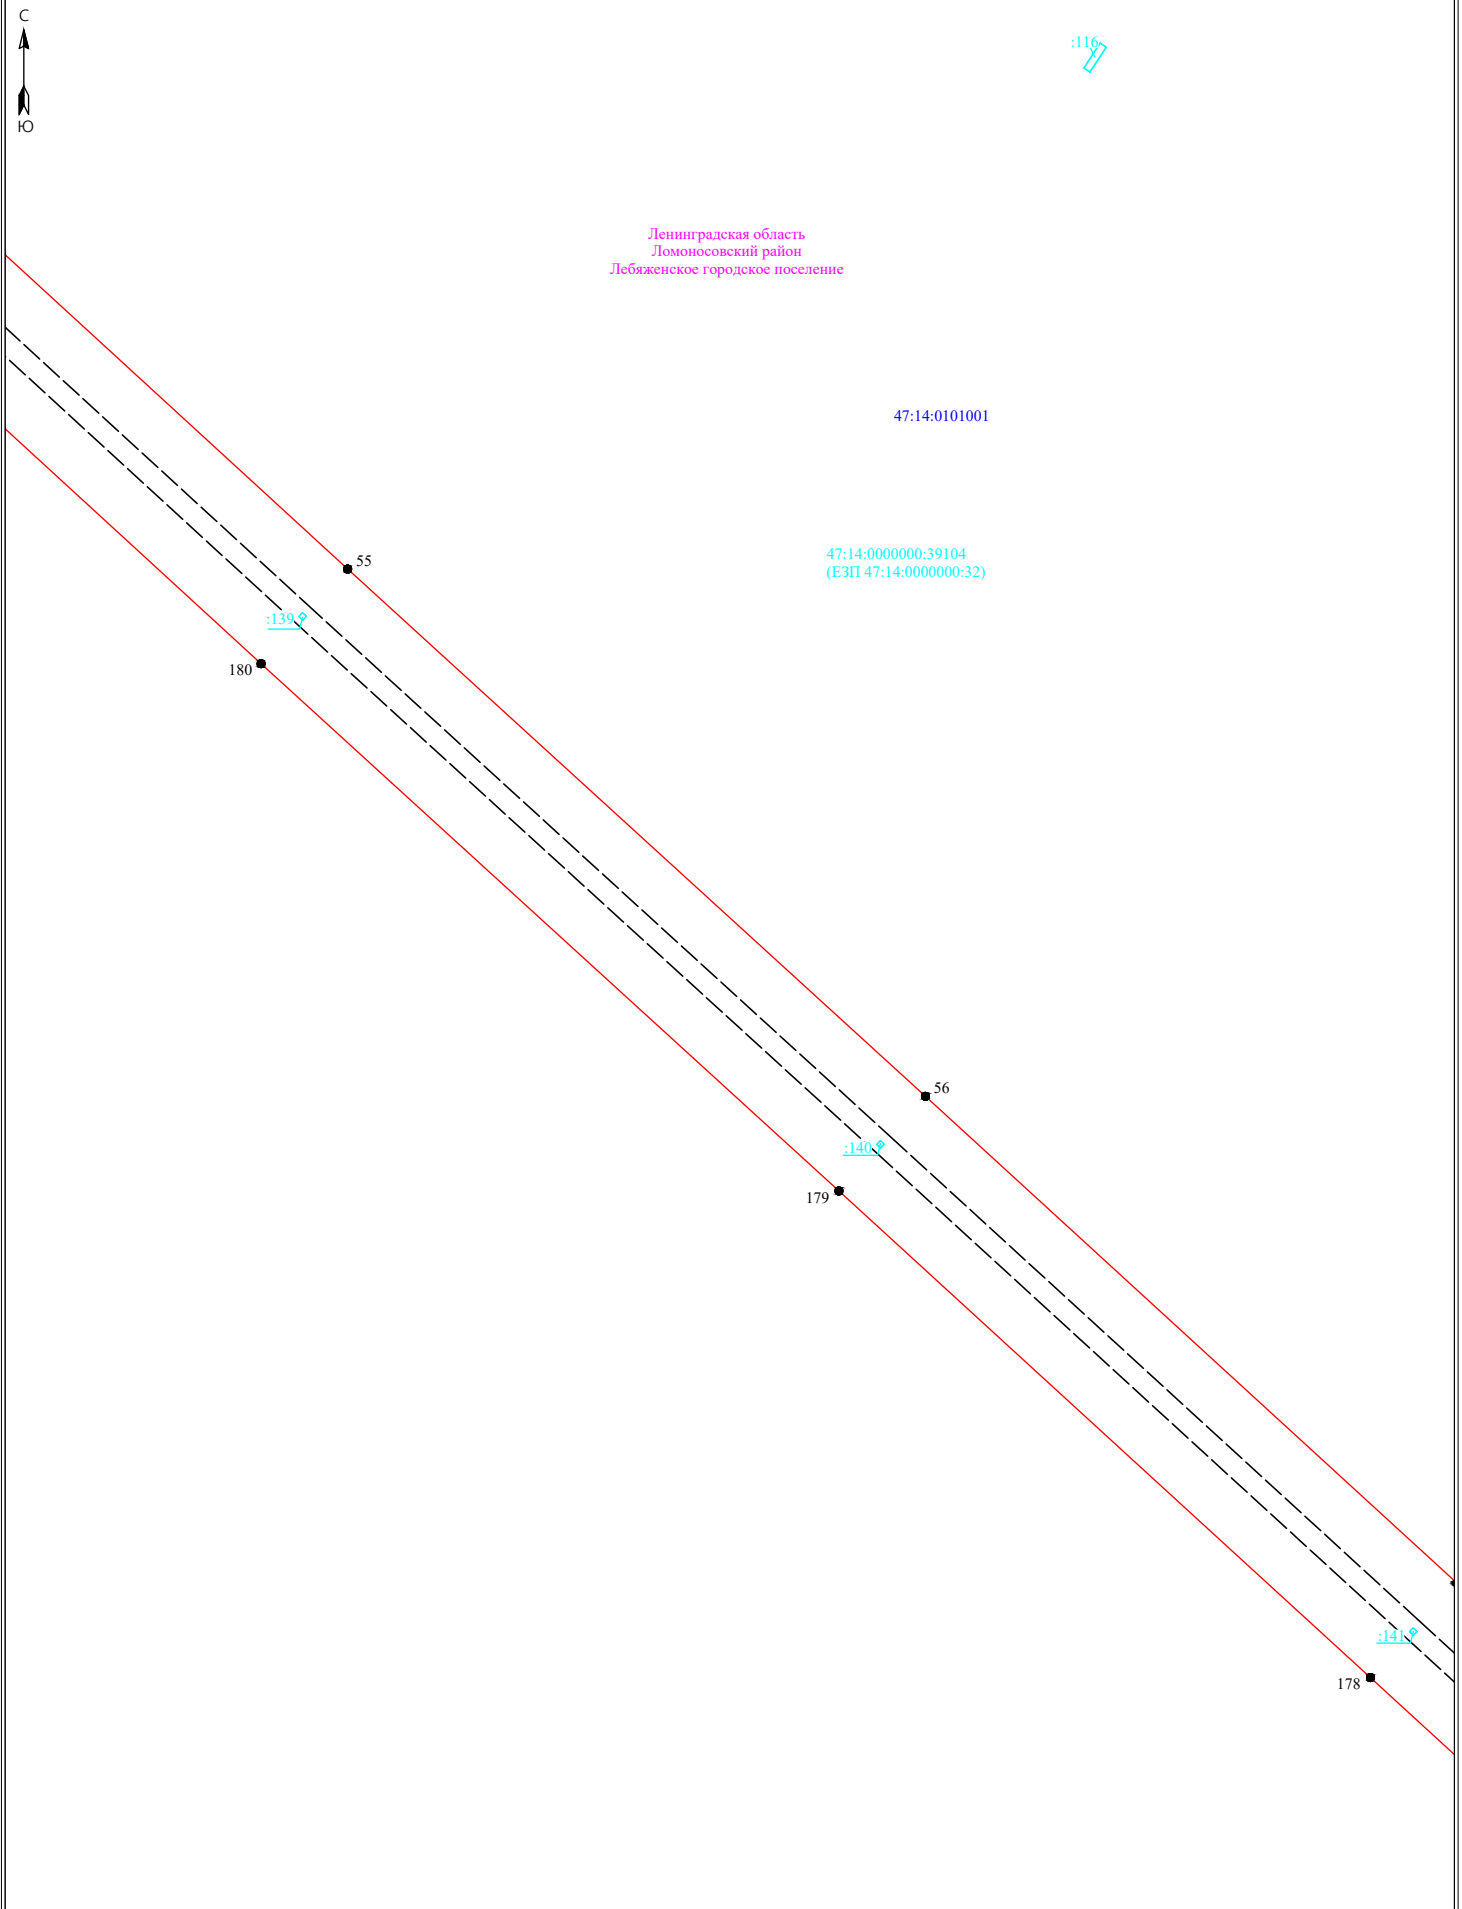 С
Ю
:116
Ленинградская область
Ломоносовский район
Лебяженское городское поселение
47:14:0101001
47:14:0000000:39104
(ЕЗП 47:14:0000000:32)
55
:139
180
56
:140
179
:141
178